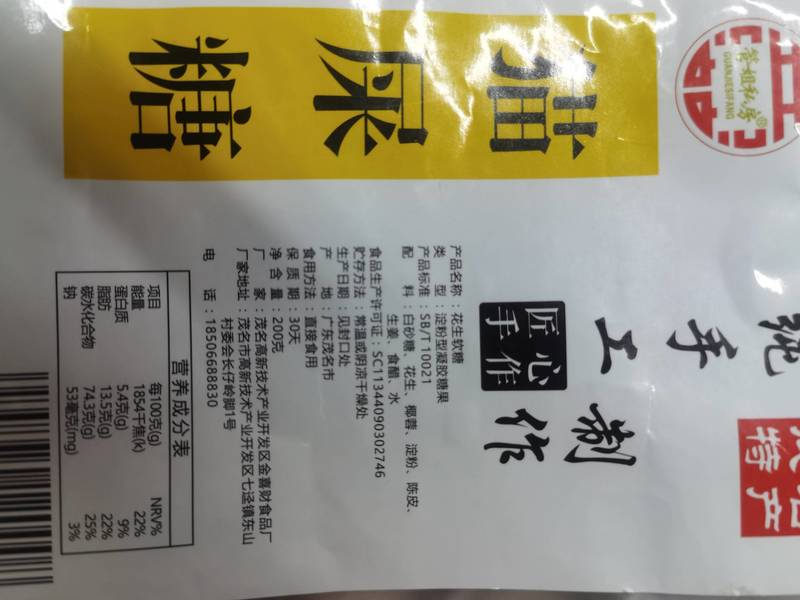 猫屎糖
GUANJIESIFANG
纯手工制作
匠心
手作
特产
产品名称：花生软糖
类 型：淀粉型凝胶糖果
产品标准：SB/T10021
配 料：白砂糖、花生、椰蓉、淀粉、陈皮、
生姜、食醋、水
食品生产许可证：SC11344090302746
贮存方法：常温或阴凉干燥处
生产日期：见封口处
产 地：广东茂名市
食用方法：直接食用
保 质 期：30天
净 含 量：200克
厂 家：茂名高新技术产业开发区金喜财食品厂
厂家地址：茂名市高新技术产业开发区七迳镇东山
村委会长仔岭脚1号
电 话：18506688830
营养成分表
项目 每100克(g) NRV%
能量 1854千焦(k) 22%
蛋白质 5.4克(g) 9%
脂肪 13.5克(g) 22%
碳水化合物 74.3克(g) 25%
钠 53毫克(mg) 3%